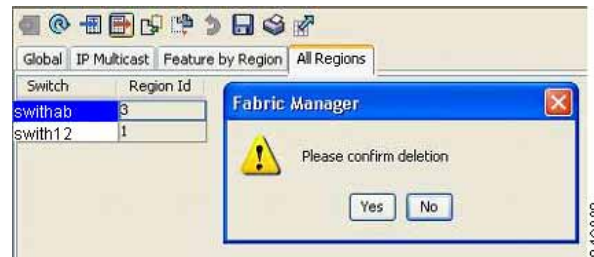 Global IP Multicast Feature by Region All Regions
Switch Region Id
swithab 3
swith12 1
Fabric Manager
Please confirm deletion
Yes No